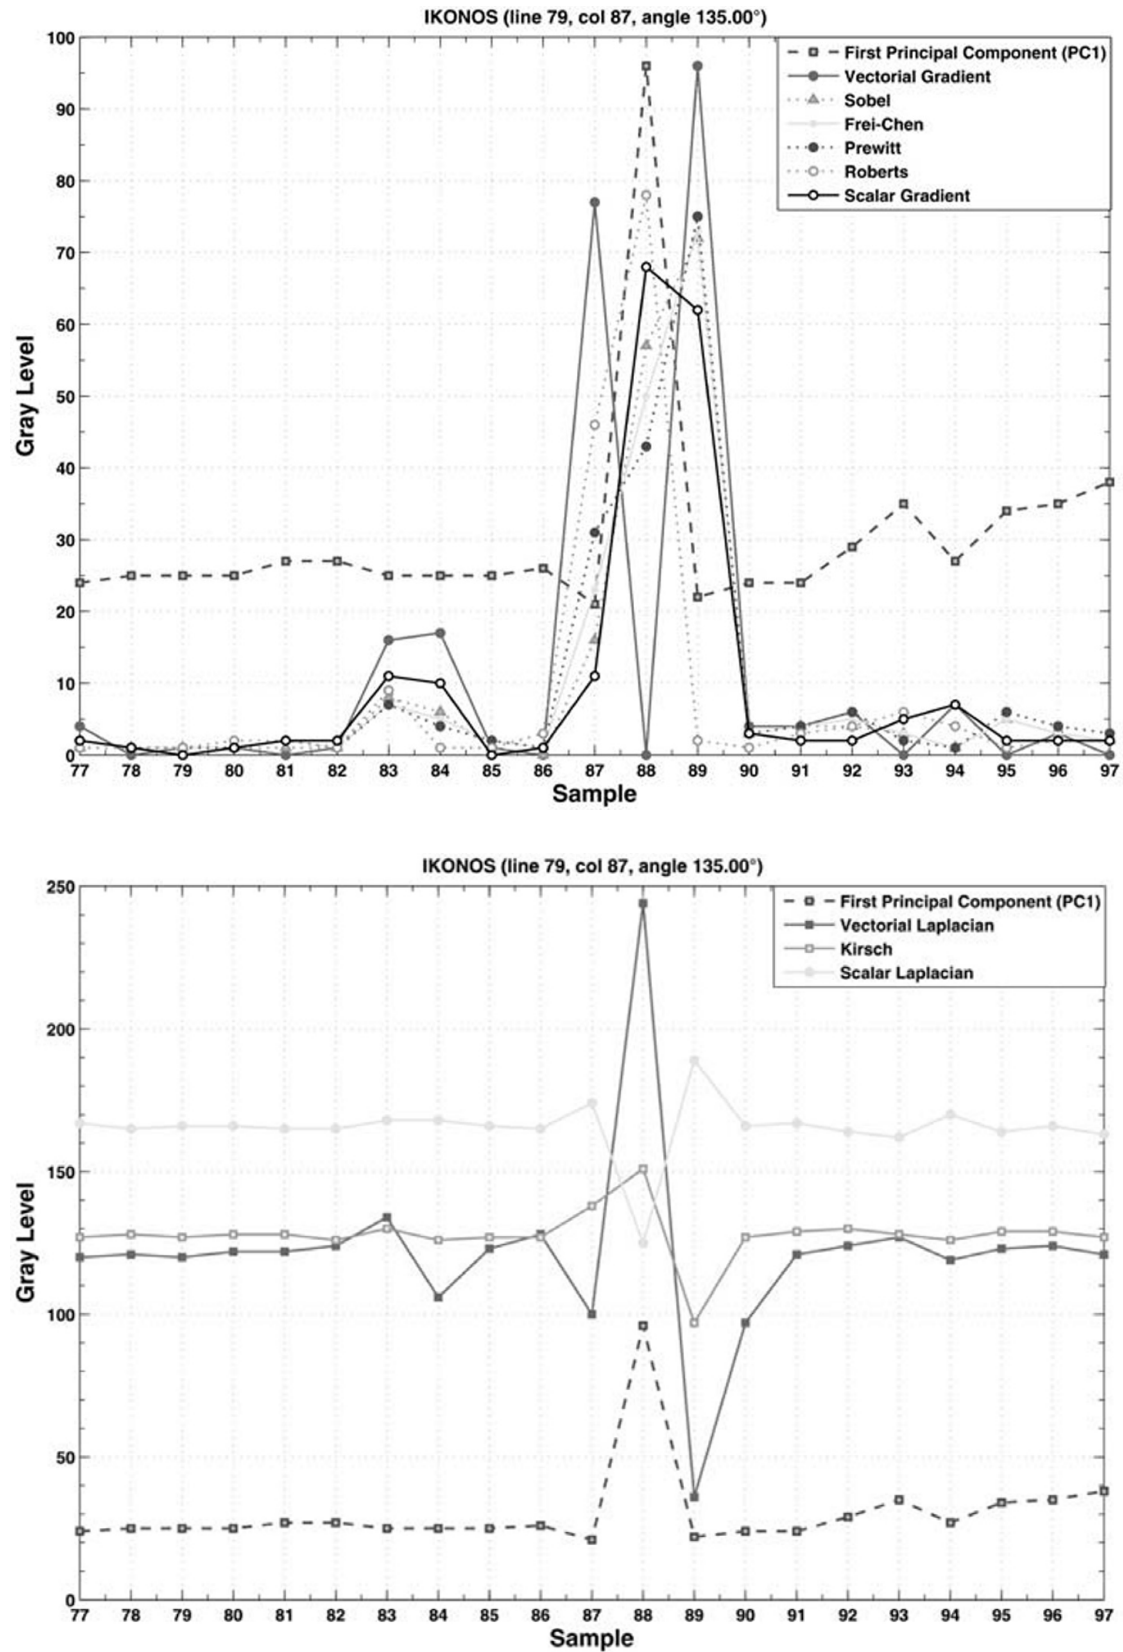 IKONOS (line 79, col 87, angle 135.00°)
100
90
80
70
60
50
40
30
20
10
0
Gray Level
First Principal Component (PC1)
Vectorial Gradient
Sobel
Frei-Chen
Prewitt
Roberts
Scalar Gradient
77 78 79 80 81 82 83 84 85 86 87 88 89 90 91 92 93 94 95 96 97
Sample
IKONOS (line 79, col 87, angle 135.00°)
250
200
150
100
50
0
Gray Level
First Principal Component (PC1)
Vectorial Laplacian
Kirsch
Scalar Laplacian
77 78 79 80 81 82 83 84 85 86 87 88 89 90 91 92 93 94 95 96 97
Sample